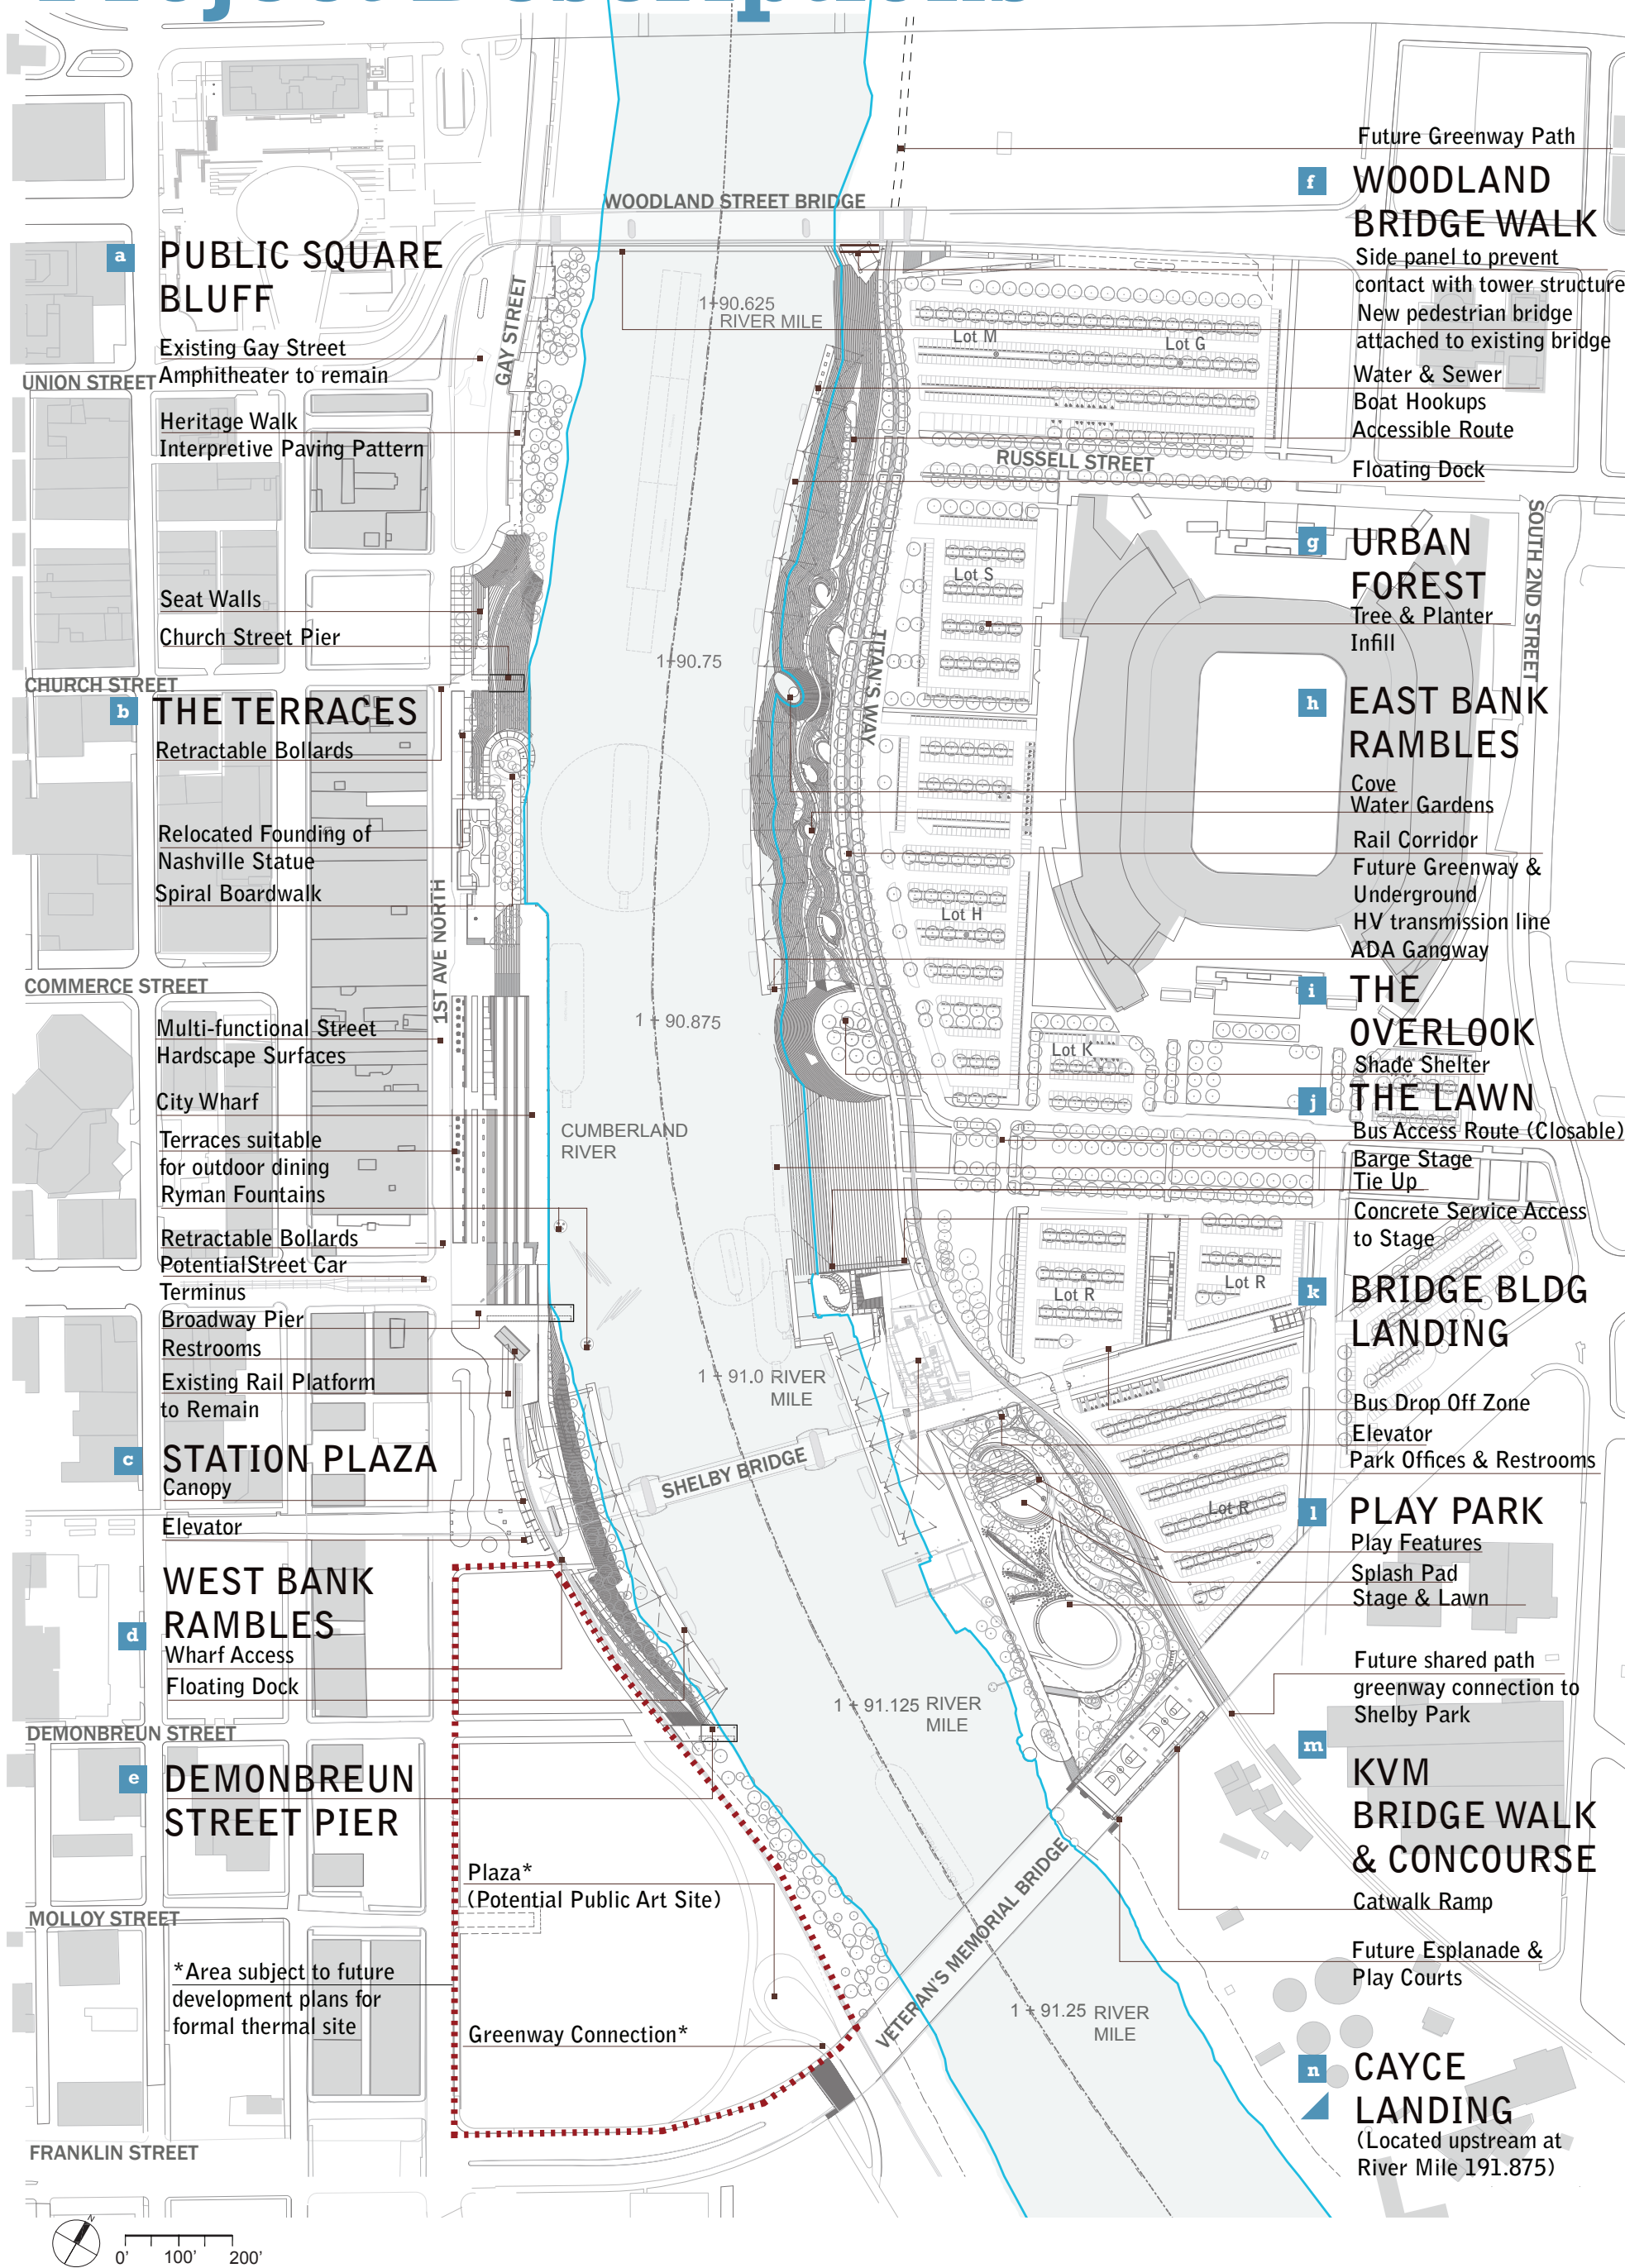 Project Descriptions
a
PUBLIC SQUARE
BLUFF
Existing Gay Street
Amphitheater to remain
UNION STREET
Heritage Walk
Interpretive Paving Pattern
Seat Walls
Church Street Pier
CHURCH STREET
b
THE TERRACES
Retractable Bollards
Relocated Founding of
Nashville Statue
Spiral Boardwalk
COMMERCE STREET
Multi-functional Street
Hardscape Surfaces
City Wharf
Terraces suitable
for outdoor dining
Ryman Fountains
Retractable Bollards
PotentialStreet Car
Terminus
Broadway Pier
Restrooms
Existing Rail Platform
to Remain
c
STATION PLAZA
Canopy
Elevator
WEST BANK
RAMBLES
d
Wharf Access
Floating Dock
DEMONBREUN STREET
e
DEMONBREUN
STREET PIER
Plaza*
(Potential Public Art Site)
MOLLOY STREET
*Area subject to future
development plans for
formal thermal site
Greenway Connection*
FRANKLIN STREET
N
0'
100'
200'
WOODLAND STREET BRIDGE
GAY STREET
1+90.625
RIVER MILE
1+90.75
1ST AVE NORTH
1 + 90.875
CUMBERLAND
RIVER
1 + 91.0 RIVER
MILE
SHELBY BRIDGE
1 + 91.125 RIVER
MILE
VETERAN'S MEMORIAL BRIDGE
1 + 91.25 RIVER
MILE
Lot M
Lot G
RUSSELL STREET
Lot S
TITAN'S WAY
SOUTH 2ND STREET
Lot H
Lot K
Lot R
Lot R
Lot R
Future Greenway Path
f
WOODLAND
BRIDGE WALK
Side panel to prevent
contact with tower structure
New pedestrian bridge
attached to existing bridge
Water & Sewer
Boat Hookups
Accessible Route
Floating Dock
g
URBAN
FOREST
Tree & Planter
Infill
h
EAST BANK
RAMBLES
Cove
Water Gardens
Rail Corridor
Future Greenway &
Underground
HV transmission line
ADA Gangway
i
THE
OVERLOOK
Shade Shelter
j
THE LAWN
Bus Access Route (Closable)
Barge Stage
Tie Up
Concrete Service Access
to Stage
k
BRIDGE BLDG
LANDING
Bus Drop Off Zone
Elevator
Park Offices & Restrooms
l
PLAY PARK
Play Features
Splash Pad
Stage & Lawn
Future shared path
greenway connection to
Shelby Park
m
KVM
BRIDGE WALK
& CONCOURSE
Catwalk Ramp
Future Esplanade &
Play Courts
n
CAYCE
LANDING
(Located upstream at
River Mile 191.875)